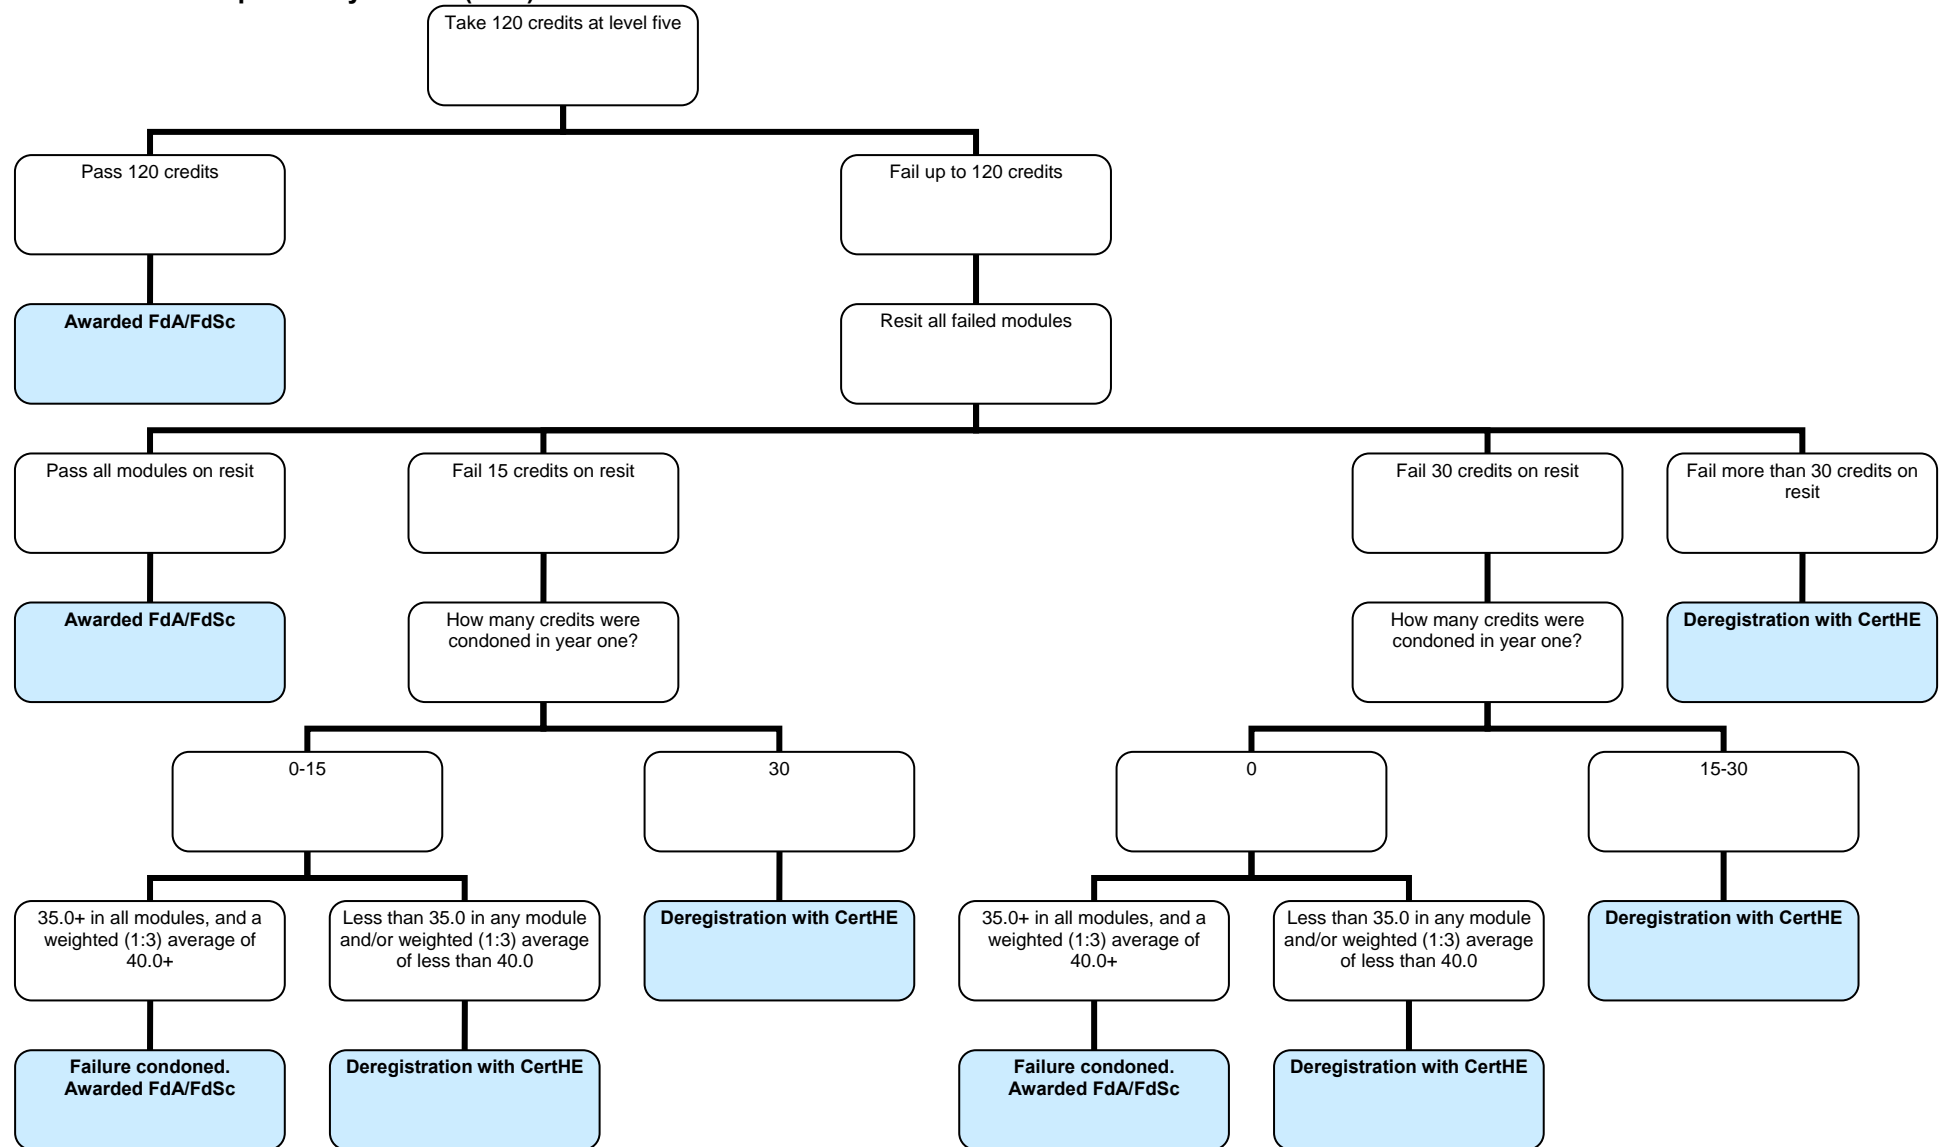 Take 120 credits at level five
Pass 120 credits
Fail up to 120 credits
Awarded FdA/FdSc
Resit all failed modules
Pass all modules on resit
Fail 15 credits on resit
Fail 30 credits on resit
Fail more than 30 credits on
resit
Awarded FdA/FdSc
How many credits were
condoned in year one?
How many credits were
condoned in year one?
Deregistration with CertHE
0-15
30
0
15-30
35.0+ in all modules, and a
weighted (1:3) average of
40.0+
Less than 35.0 in any module
and/or weighted (1:3) average
of less than 40.0
Deregistration with CertHE
35.0+ in all modules, and a
weighted (1:3) average of
40.0+
Less than 35.0 in any module
and/or weighted (1:3) average
of less than 40.0
Deregistration with CertHE
Failure condoned.
Awarded FdA/FdSc
Deregistration with CertHE
Failure condoned.
Awarded FdA/FdSc
Deregistration with CertHE